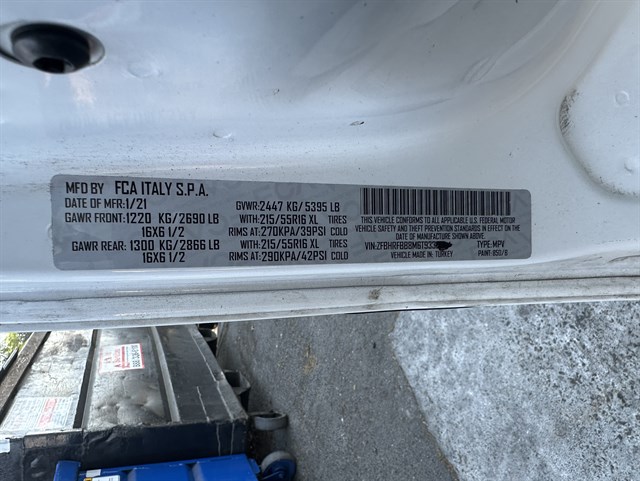 MFD BY FCA ITALY S.P.A.
DATE OF MFR:1/21
GAWR FRONT:1220 KG/2690 LB
16X6 1/2
GAWR REAR:1300 KG/2866 LB
16X6 1/2
GVWR:2447 KG/5395 LB
WITH:215/55R16 XL TIRES
RIMS AT:270KPA/39PSI COLD
WITH:215/55R16 XL TIRES
RIMS AT:290KPA/42PSI COLD
THIS VEHICLE CONFORMS TO ALL APPLICABLE U.S. FEDERAL MOTOR
VEHICLE SAFETY AND THEFT PREVENTION STANDARDS IN EFFECT ON THE
DATE OF MANUFACTURE SHOWN ABOVE.
TYPE:MPV
VEHICLE MADE IN: TURKEY PAINT: